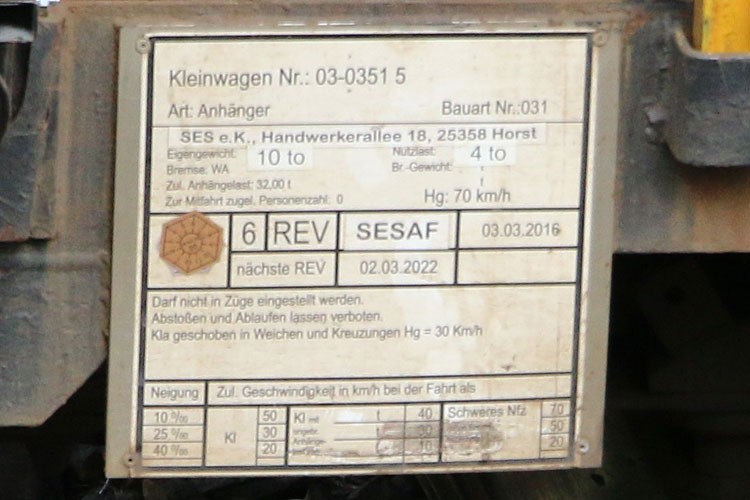 Kleinwagen Nr.: 03-0351 5
Art: Anhänger Bauart Nr.:031
SES e.K., Handwerkerallee 18, 25358 Horst
Eigengewicht: 10 to Nutzlast: 4 to
Bremse: WA Br.-Gewicht: t
Zul. Anhängelast: 32,00 t t
Zur Mitfahrt zugel. Personenzahl: 0 Hg: 70 km/h
6 REV SESAF 03.03.2016
nächste REV 02.03.2022
Darf nicht in Züge eingestellt werden.
Abstoßen und Ablaufen lassen verboten.
Kla geschoben in Weichen und Kreuzungen Hg = 30 Km/h
Neigung Zul. Geschwindigkeit in km/h bei der Fahrt als
10 º/₀₀ 50 Kl mit t 40 Schweres Nfz 70
25 º/₀₀ Kl 30 t 30 50
40 º/₀₀ 20 t 10 20